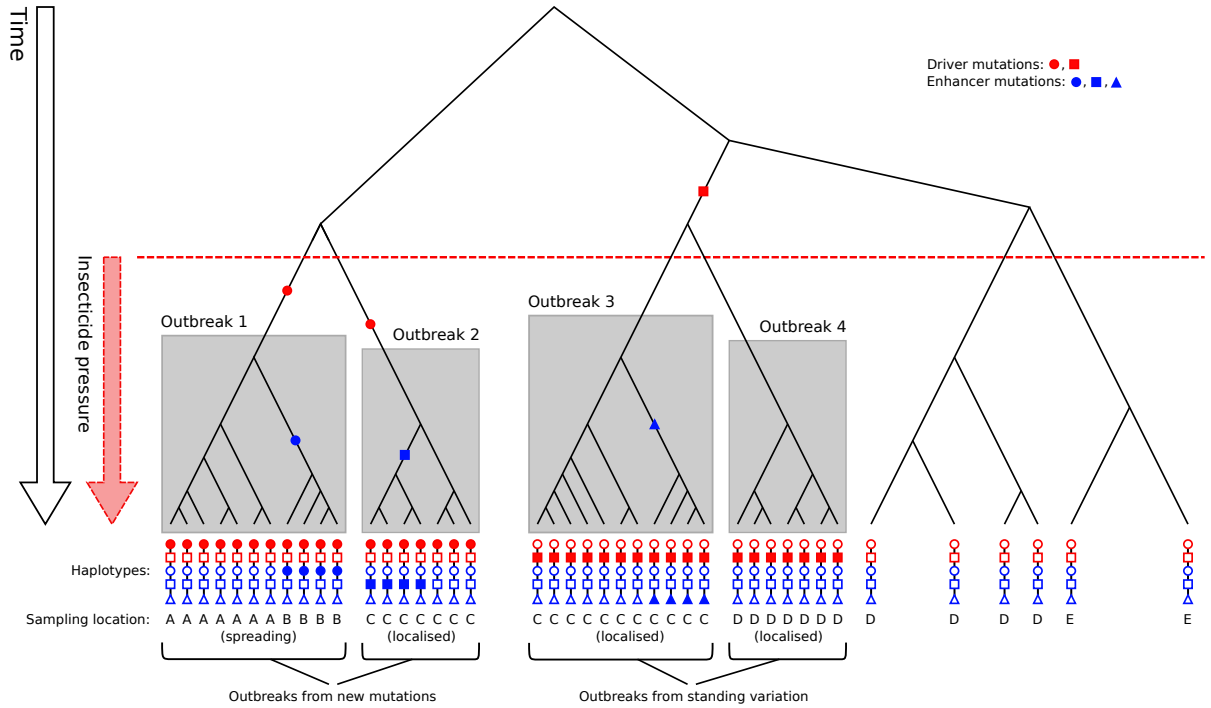 Time
Insecticide pressure
Driver mutations: , 
Enhancer mutations: , , 
Outbreak 1
Outbreak 2
Outbreak 3
Outbreak 4
Haplotypes:
Sampling location: A A A A A A A B B B B C C C C C C C C C C C C C C C C C C D D D D D D D D D D D E E
(spreading) (localised) (localised) (localised)
Outbreaks from new mutations Outbreaks from standing variation